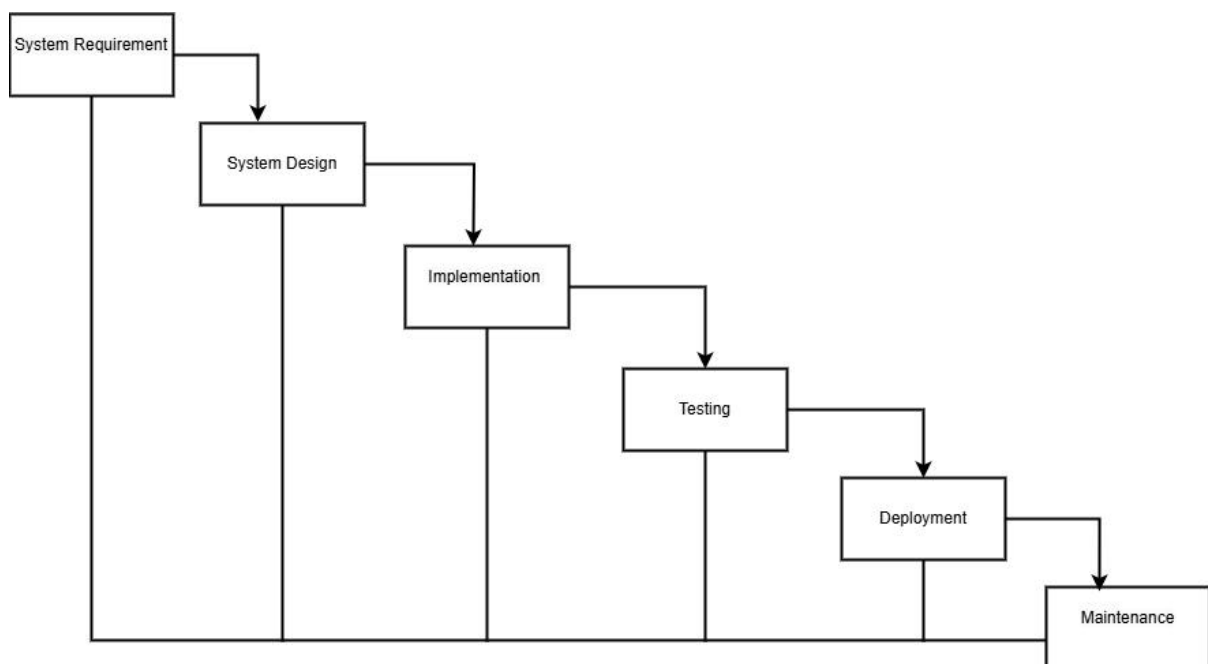 System Requirement
System Design
Implementation
Testing
Deployment
Maintenance